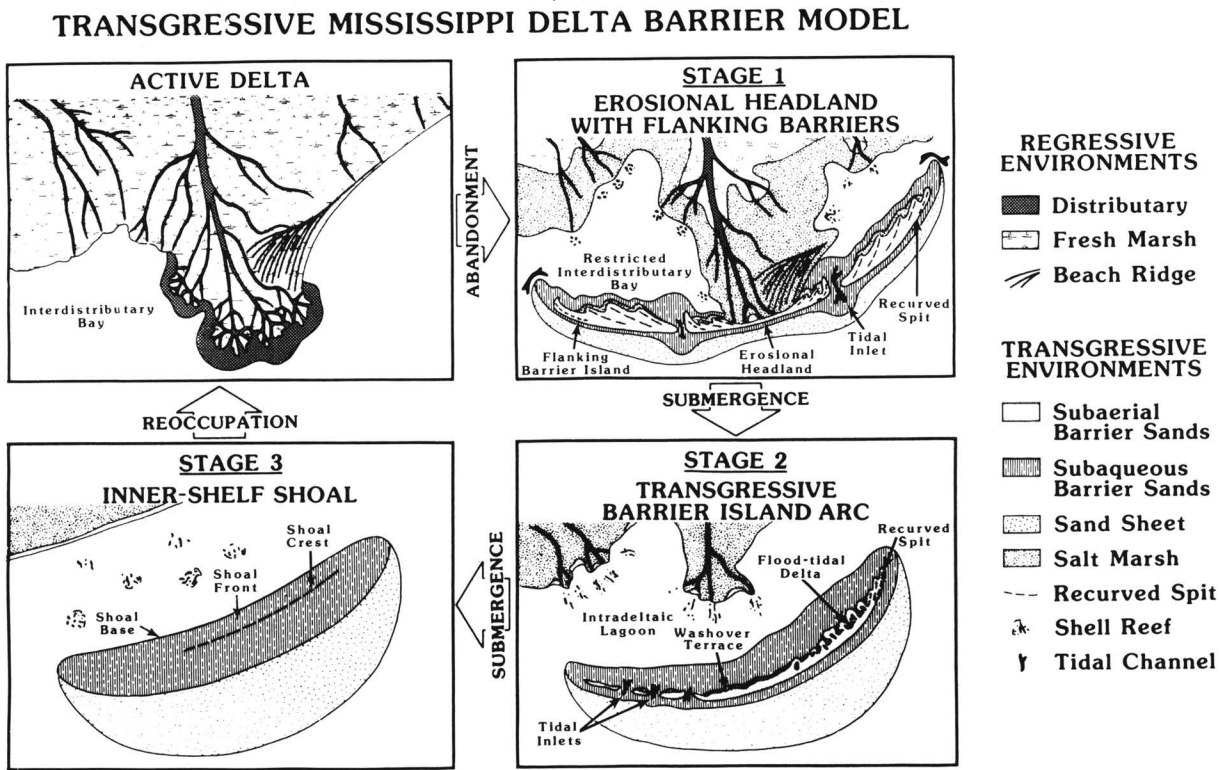 TRANSGRESSIVE MISSISSIPPI DELTA BARRIER MODEL
ACTIVE DELTA
Interdistributary
Bay
ABANDONMENT
STAGE 1
EROSIONAL HEADLAND
WITH FLANKING BARRIERS
Restricted
Interdistributary
Bay
Recurved
Spit
Tidal
Inlet
Flanking
Barrier Island
Erosional
Headland
SUBMERGENCE
REOCCUPATION
STAGE 3
INNER-SHELF SHOAL
Shoal
Crest
Shoal
Front
Shoal
Base
SUBMERGENCE
STAGE 2
TRANSGRESSIVE
BARRIER ISLAND ARC
Recurved
Spit
Flood-tidal
Delta
Intradeltaic
Lagoon
Washover
Terrace
Tidal
Inlets
REGRESSIVE
ENVIRONMENTS
Distributary
Fresh Marsh
Beach Ridge
TRANSGRESSIVE
ENVIRONMENTS
Subaerial
Barrier Sands
Subaqueous
Barrier Sands
Sand Sheet
Salt Marsh
Recurved Spit
Shell Reef
Tidal Channel